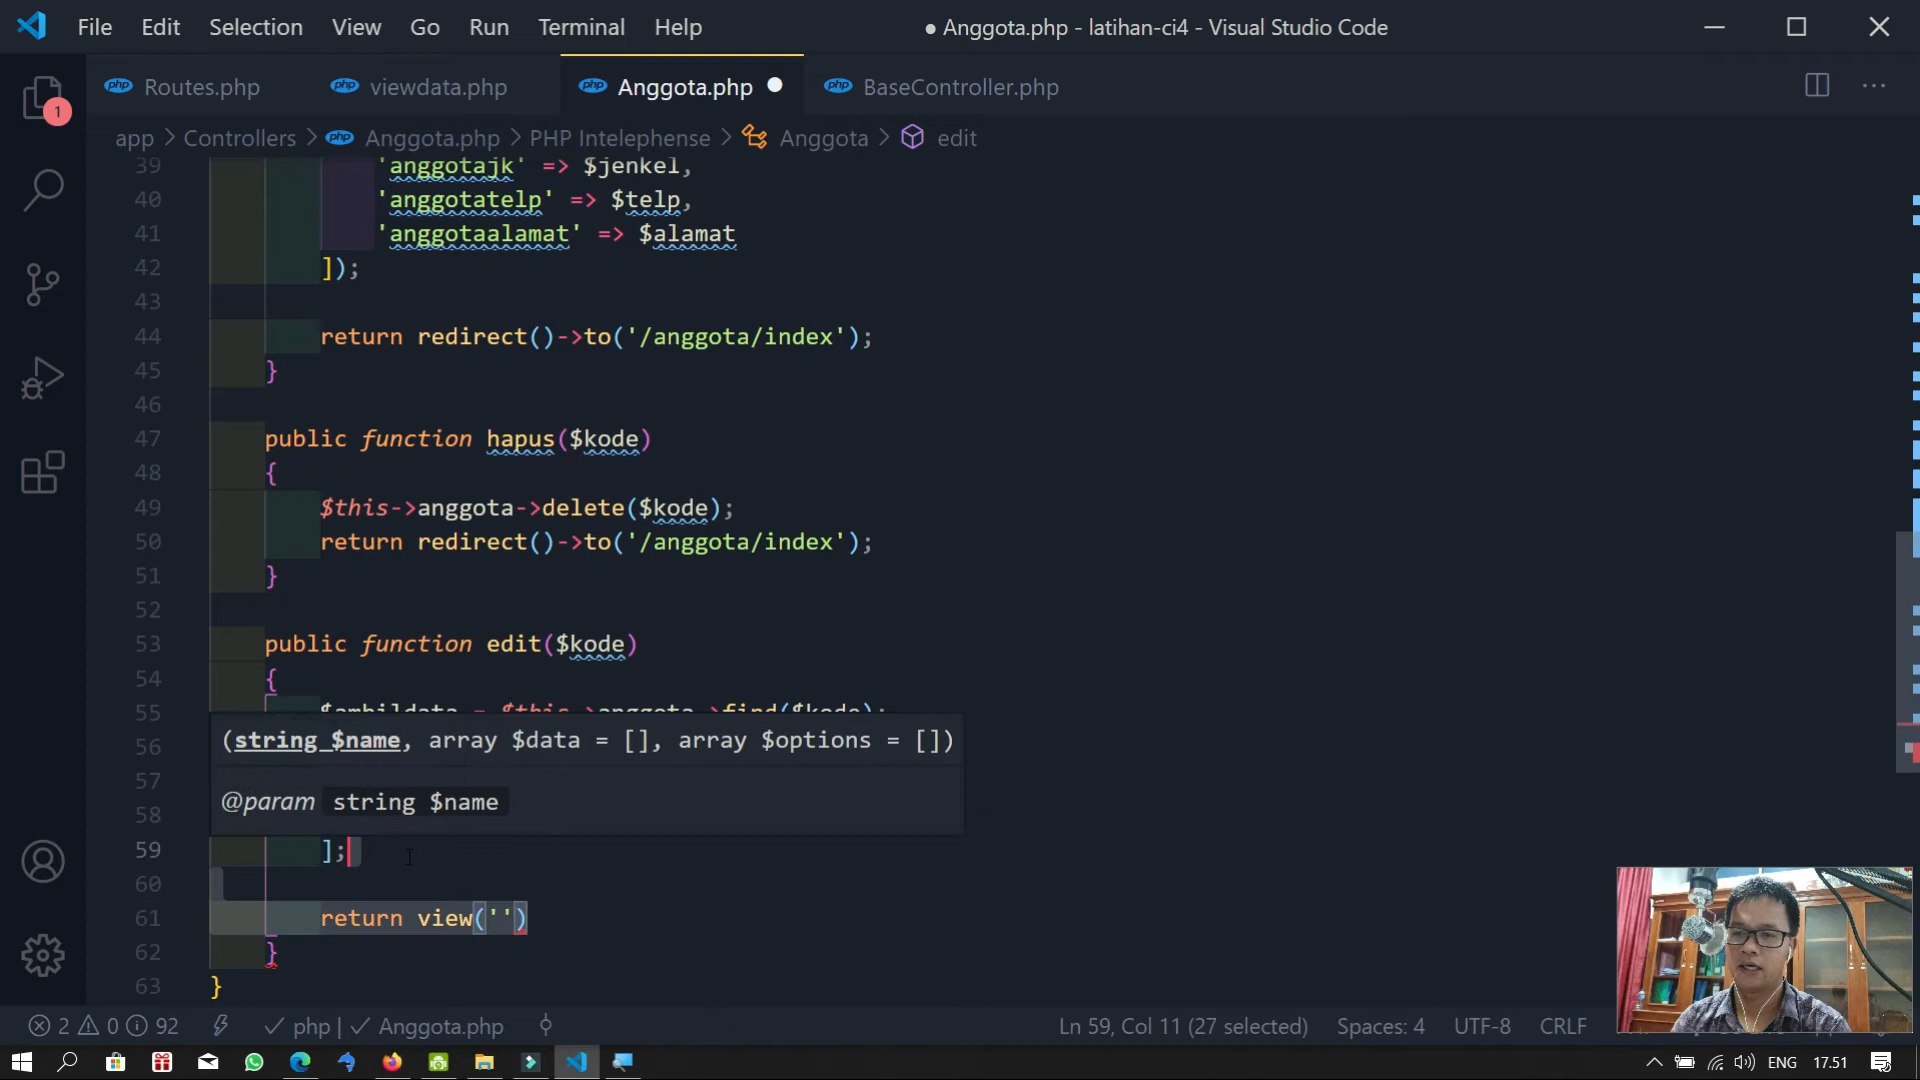 File Edit Selection View Go Run Terminal Help
● Anggota.php - latihan-ci4 - Visual Studio Code
Routes.php viewdata.php Anggota.php BaseController.php
1
app > Controllers > Anggota.php > PHP Intelephense > Anggota > edit
39 'anggotajk' => $jenkel,
40 'anggotatelp' => $telp,
41 'anggotaalamat' => $alamat
42 ]);
43
44 return redirect()->to('/anggota/index');
45 }
46
47 public function hapus($kode)
48 {
49 $this->anggota->delete($kode);
50 return redirect()->to('/anggota/index');
51 }
52
53 public function edit($kode)
54 {
55 $ambildata = $this->anggota->find($kode);
56 (string $name, array $data = [], array $options = [])
57
58 @param string $name
59 ];
60
61 return view('')
62 }
63 }
2 0 92 php | Anggota.php
Ln 59, Col 11 (27 selected) Spaces: 4 UTF-8 CRLF
ENG 17.51